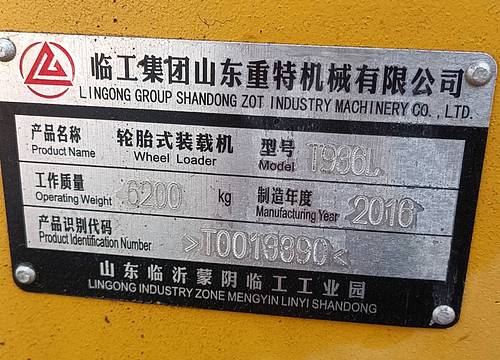 临工集团山东重特机械有限公司
LINGONG GROUP SHANDONG ZOT INDUSTRY MACHINERY CO., LTD.
产品名称 轮胎式装载机 型号 T936L
Product Name Wheel Loader Model
工作质量 6200 kg 制造年度 2016
Operating Weight Manufacturing Year
产品识别代码 >T0013390<
Product Identification Number
山东临沂蒙阴临工工业园
LINGONG INDUSTRY ZONE MENGYIN LINYI SHANDONG